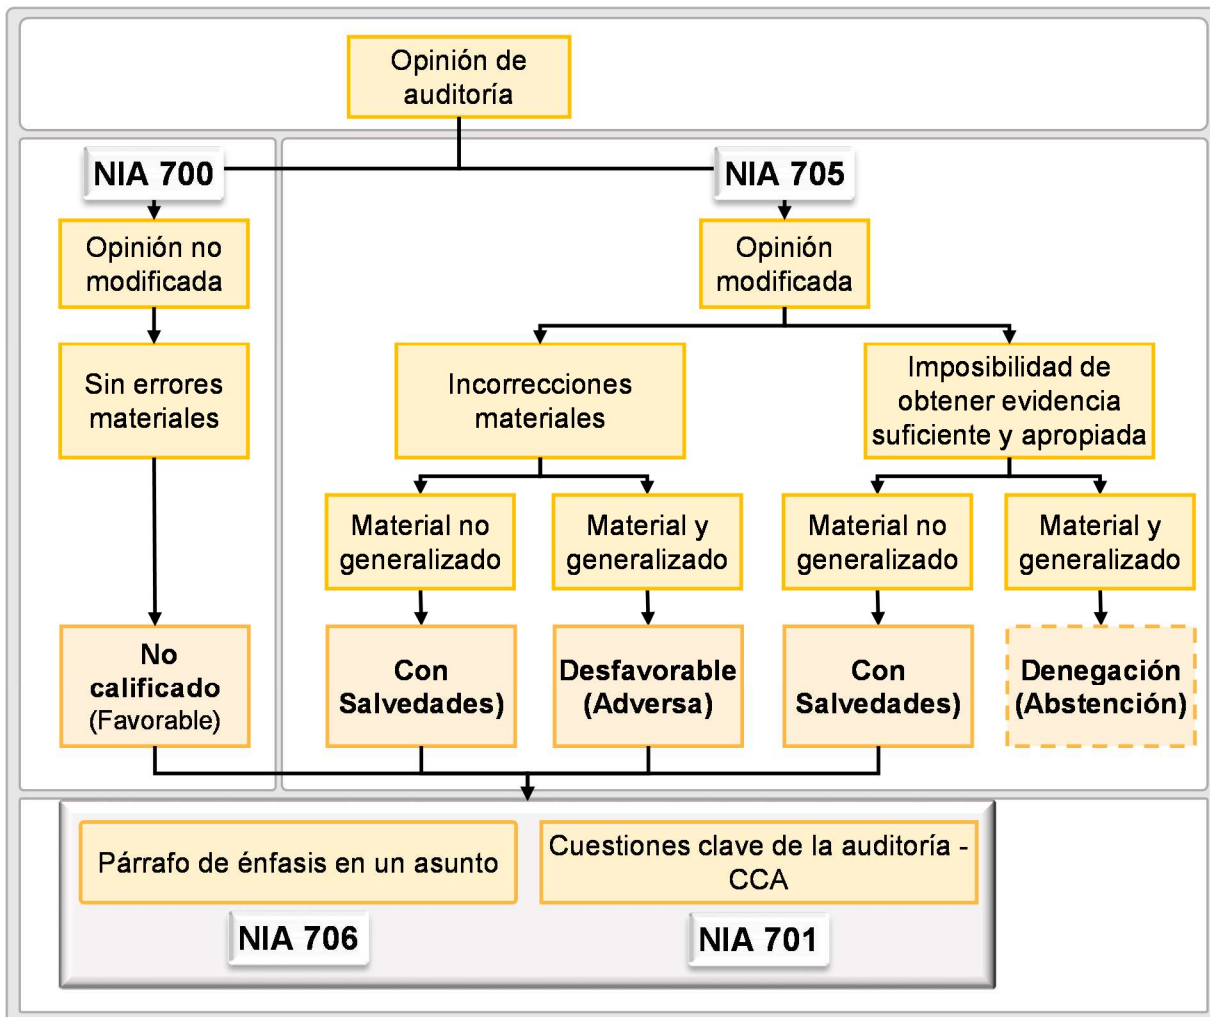 Opinión de
auditoría
NIA 700
NIA 705
Opinión no
modificada
Opinión
modificada
Sin errores
materiales
Incorrecciones
materiales
Imposibilidad de
obtener evidencia
suficiente y apropiada
Material no
generalizado
Material y
generalizado
Material no
generalizado
Material y
generalizado
No
calificado
(Favorable)
Con
Salvedades)
Desfavorable
(Adversa)
Con
Salvedades)
Denegación
(Abstención)
Párrafo de énfasis en un asunto
Cuestiones clave de la auditoría -
CCA
NIA 706
NIA 701